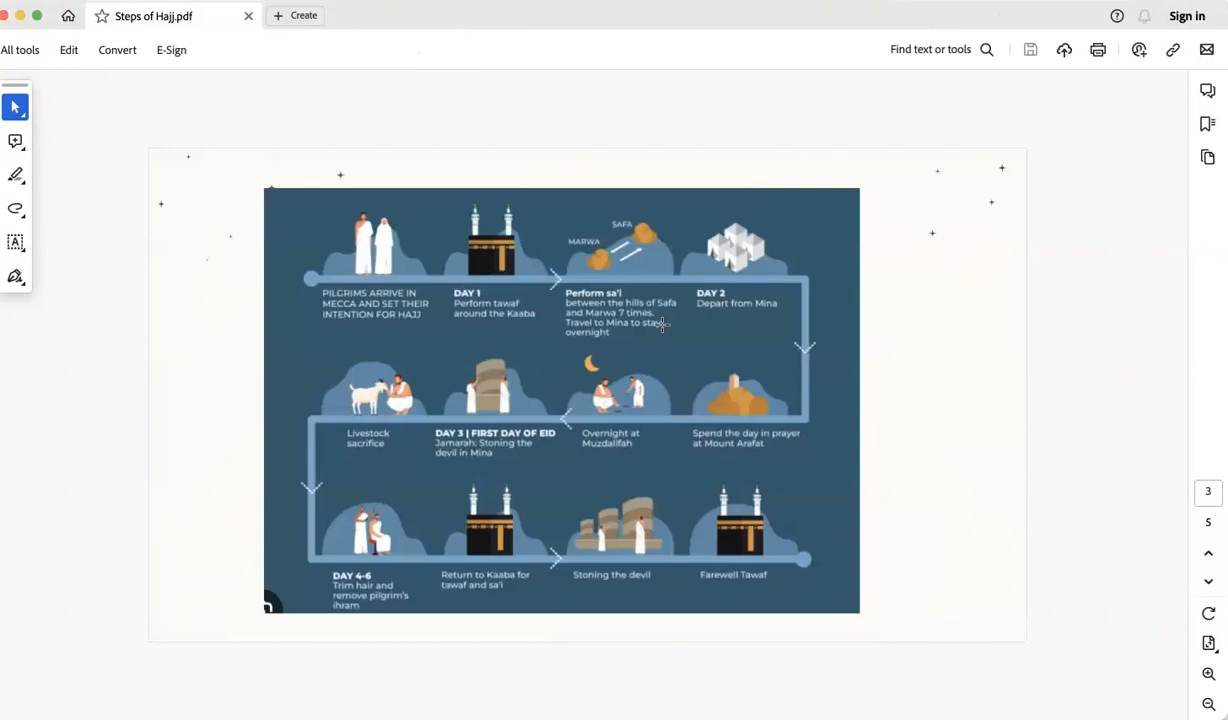 Steps of Hajj.pdf
Create
Sign in
All tools
Edit
Convert
E-Sign
Find text or tools
SAFA
MARWA
PILGRIMS ARRIVE IN
MECCA AND SET THEIR
INTENTION FOR HAJJ
DAY 1
Perform tawaf
around the Kaaba
Perform sa'i
between the hills of Safa
and Marwa 7 times.
Travel to Mina to stay
overnight
DAY 2
Depart from Mina
Livestock
sacrifice
DAY 3 | FIRST DAY OF EID
Jamarah: Stoning the
devil in Mina
Overnight at
Muzdalifah
Spend the day in prayer
at Mount Arafat
DAY 4-6
Trim hair and
remove pilgrim's
ihram
Return to Kaaba for
tawaf and sa'i
Stoning the devil
Farewell Tawaf
3
5